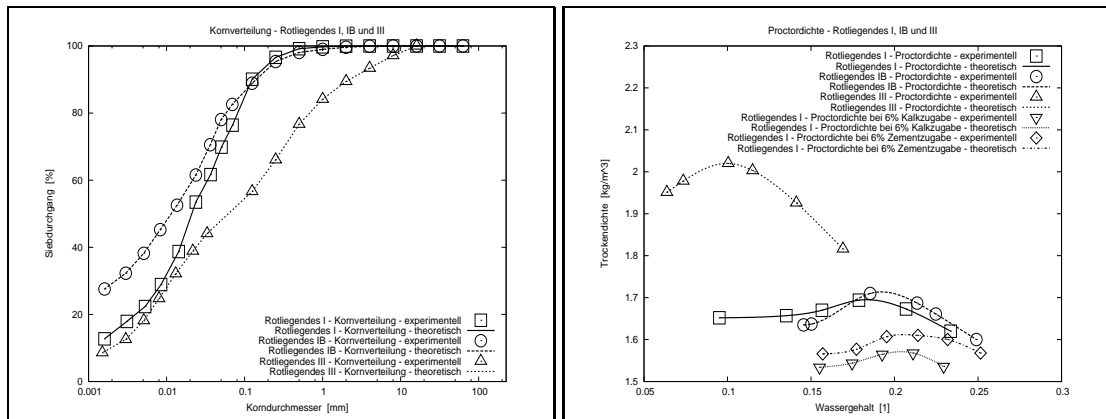 Kornverteilung - Rotliegendes I, IB und III
100
80
60
40
20
0
Siebdurchgang [%]
Rotliegendes I - Kornverteilung - experimentell
Rotliegendes I - Kornverteilung - theoretisch
Rotliegendes IB - Kornverteilung - experimentell
Rotliegendes IB - Kornverteilung - theoretisch
Rotliegendes III - Kornverteilung - experimentell
Rotliegendes III - Kornverteilung - theoretisch
0.001 0.01 0.1 1 10 100
Korndurchmesser [mm]
Proctordichte - Rotliegendes I, IB und III
2.3
2.2
2.1
2
1.9
1.8
1.7
1.6
1.5
Trockendichte [kg/m^3]
Rotliegendes I - Proctordichte - experimentell
Rotliegendes I - Proctordichte - theoretisch
Rotliegendes IB - Proctordichte - experimentell
Rotliegendes IB - Proctordichte - theoretisch
Rotliegendes III - Proctordichte - experimentell
Rotliegendes III - Proctordichte - theoretisch
Rotliegendes I - Proctordichte bei 6% Kalkzugabe - experimentell
Rotliegendes I - Proctordichte bei 6% Kalkzugabe - theoretisch
Rotliegendes I - Proctordichte bei 6% Zementzugabe - experimentell
Rotliegendes I - Proctordichte bei 6% Zementzugabe - theoretisch
0.05 0.1 0.15 0.2 0.25 0.3
Wassergehalt [1]